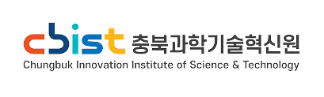 cbist 충북과학기술혁신원
Chungbuk Innovation Institute of Science & Technology